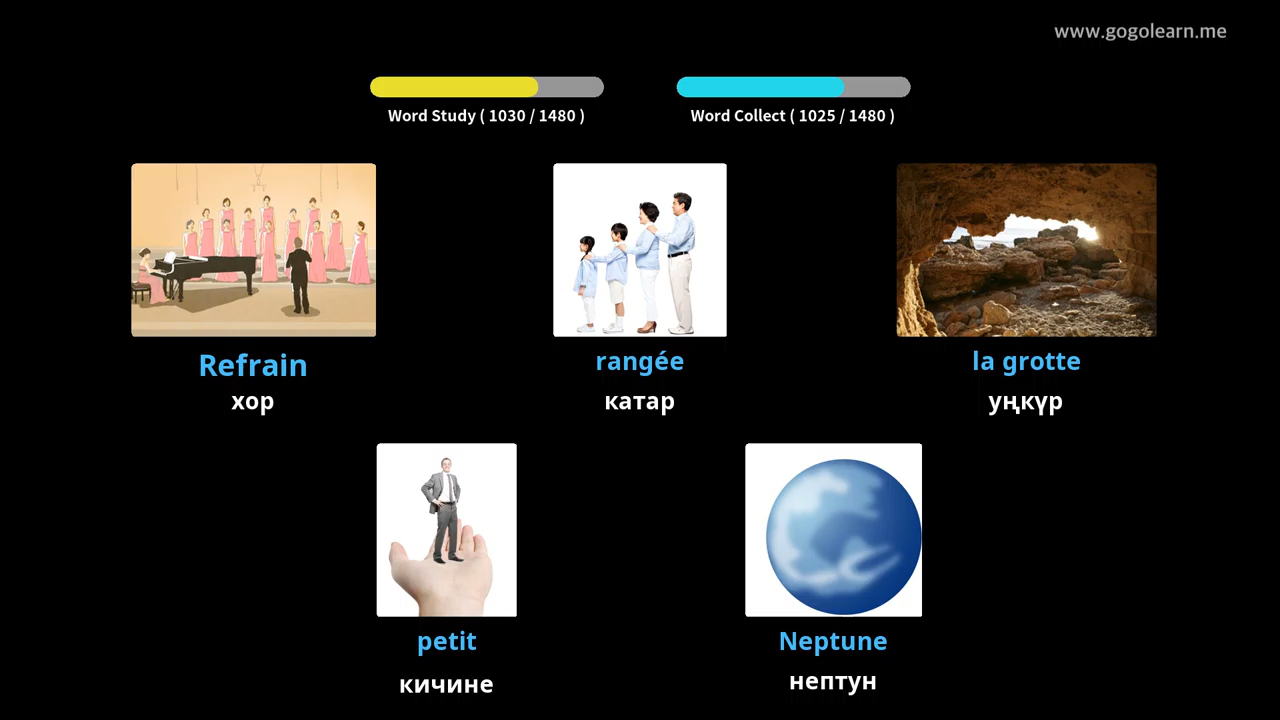 www.gogolearn.me
Word Study ( 1030 / 1480 )
Word Collect ( 1025 / 1480 )
Refrain
хор
rangée
катар
la grotte
үңкүр
petit
кичине
Neptune
нептун